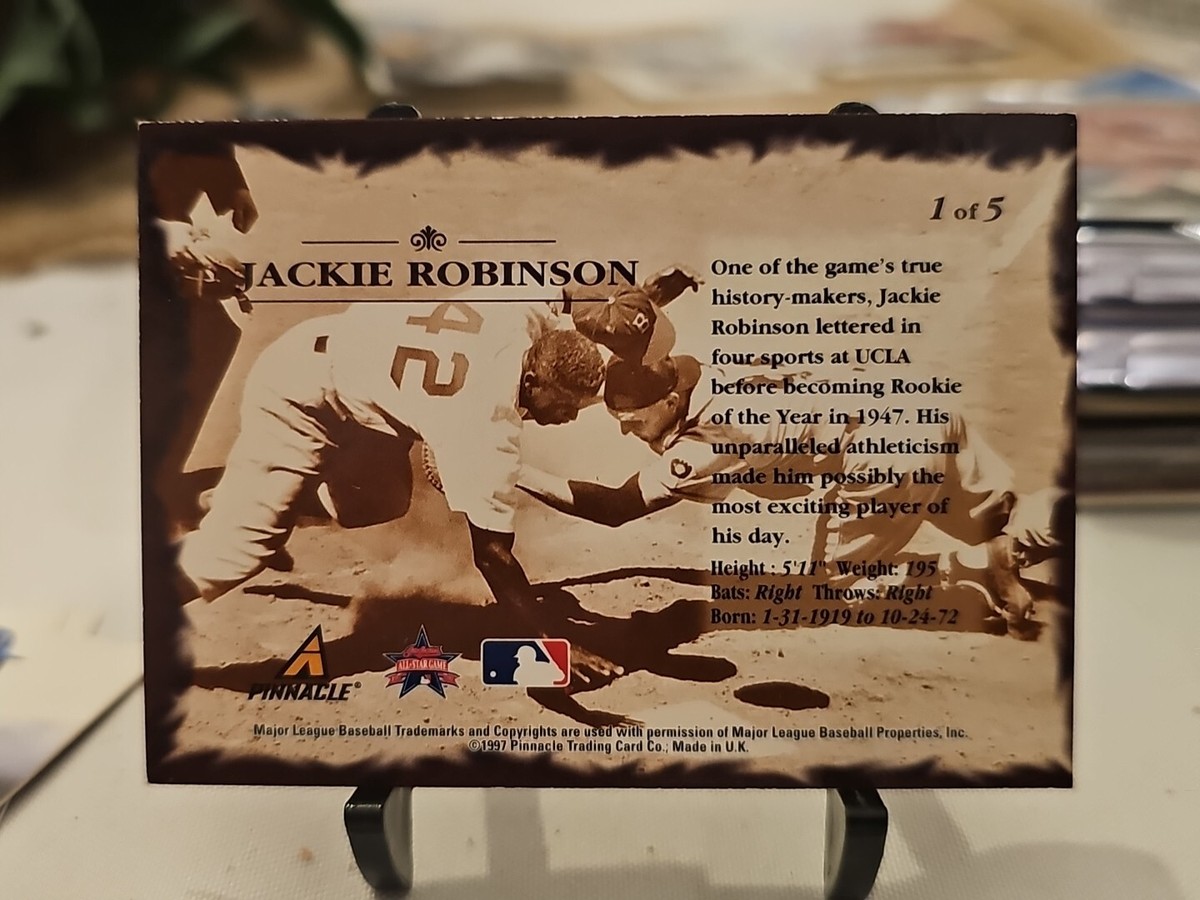 1 of 5
JACKIE ROBINSON
One of the game's true
history-makers, Jackie
Robinson lettered in
four sports at UCLA
before becoming Rookie
of the Year in 1947. His
unparalleled athleticism
made him possibly the
most exciting player of
his day.
Height : 5'11" Weight: 195
Bats: Right Throws: Right
Born: 1-31-1919 to 10-24-72
42
B
PINNACLE®
ALL-STAR GAME
Major League Baseball Trademarks and Copyrights are used with permission of Major League Baseball Properties, Inc.
©1997 Pinnacle Trading Card Co.; Made in U.K.